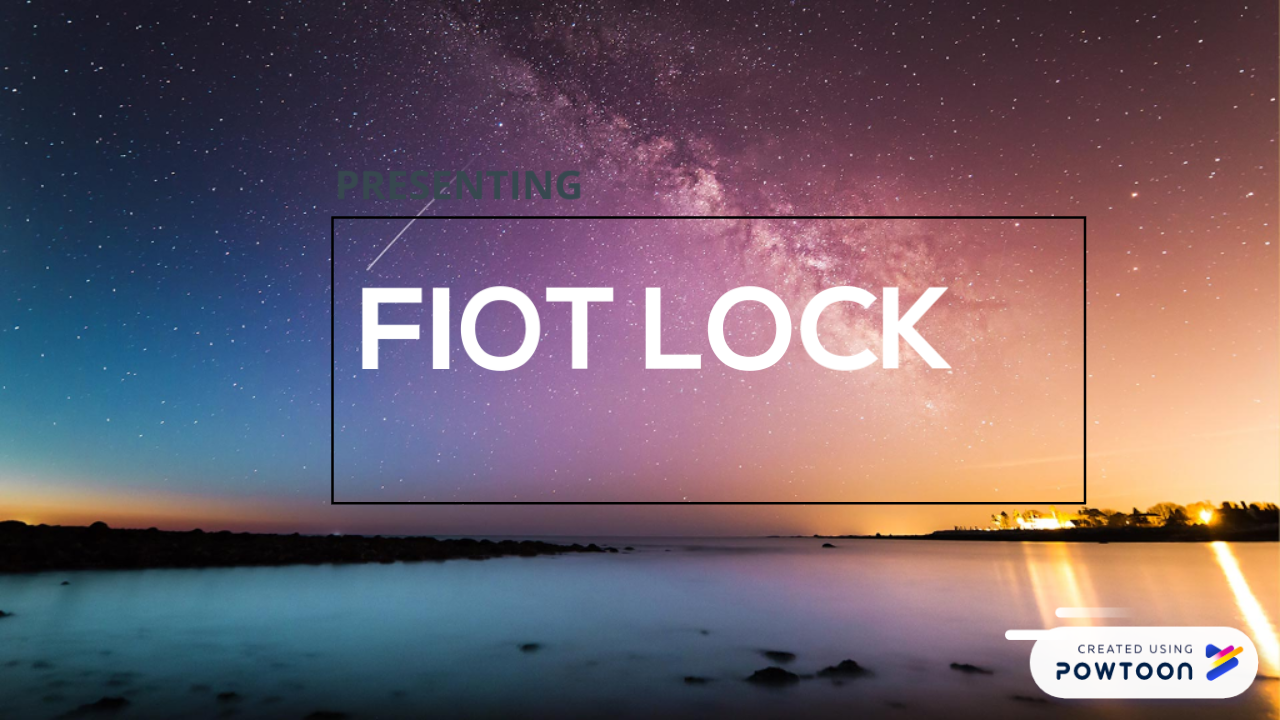 PRESENTING
FIOT LOCK
CREATED USING
POWTOON